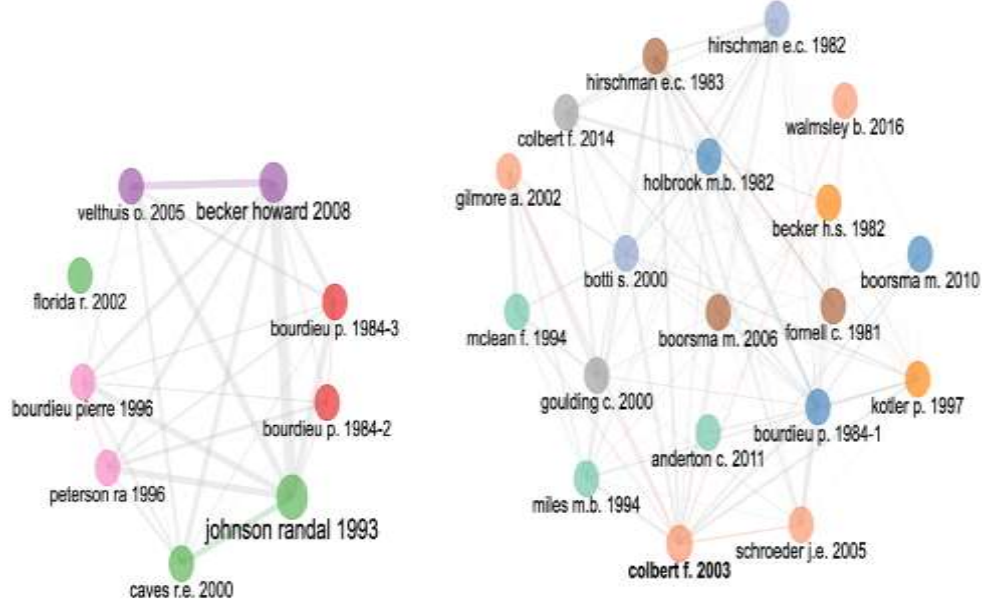 velthuis o. 2005
becker howard 2008
florida r. 2002
bourdieu p. 1984-3
bourdieu pierre 1996
bourdieu p. 1984-2
peterson ra 1996
johnson randal 1993
caves r.e. 2000
hirschman e.c. 1982
hirschman e.c. 1983
walmsley b. 2016
colbert f. 2014
holbrook m.b. 1982
gilmore a. 2002
becker h.s. 1982
botti s. 2000
boorsma m. 2010
mclean f. 1994
boorsma m. 2006
fornell c. 1981
goulding c. 2000
kotler p. 1997
bourdieu p. 1984-1
anderton c. 2011
miles m.b. 1994
schroeder j.e. 2005
colbert f. 2003